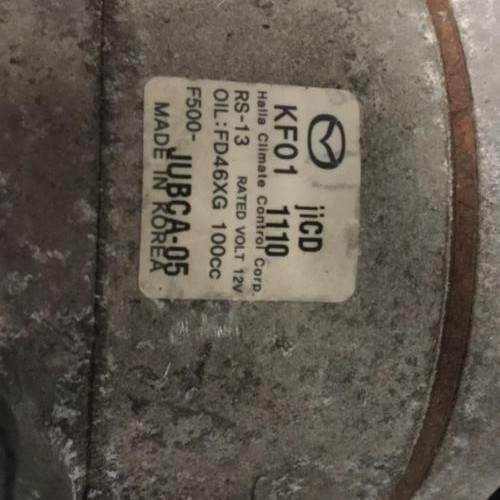 jiCD
KF01 1110
Halla Climate Control Corp.
RS-13 RATED VOLT 12V
OIL:FD46XG 100cc
F500-JUBCA-05
MADE IN KOREA